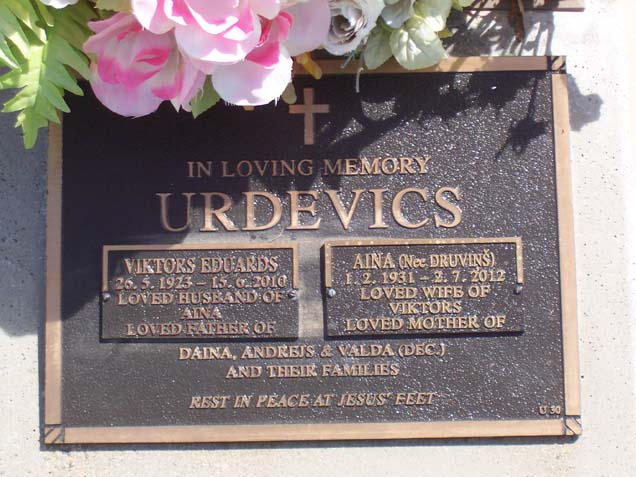 IN LOVING MEMORY
URDEVICS
VIKTORS EDUARDS
26. 5. 1923 - 15. 6. 2010
LOVED HUSBAND OF
AINA
LOVED FATHER OF
AINA (Nee DRUVIŅŠ)
1. 2. 1931 - 2. 7. 2012
LOVED WIFE OF
VIKTORS
LOVED MOTHER OF
DAINA, ANDREJS & VALDA (DEC.)
AND THEIR FAMILIES
REST IN PEACE AT JESUS' FEET
U 30